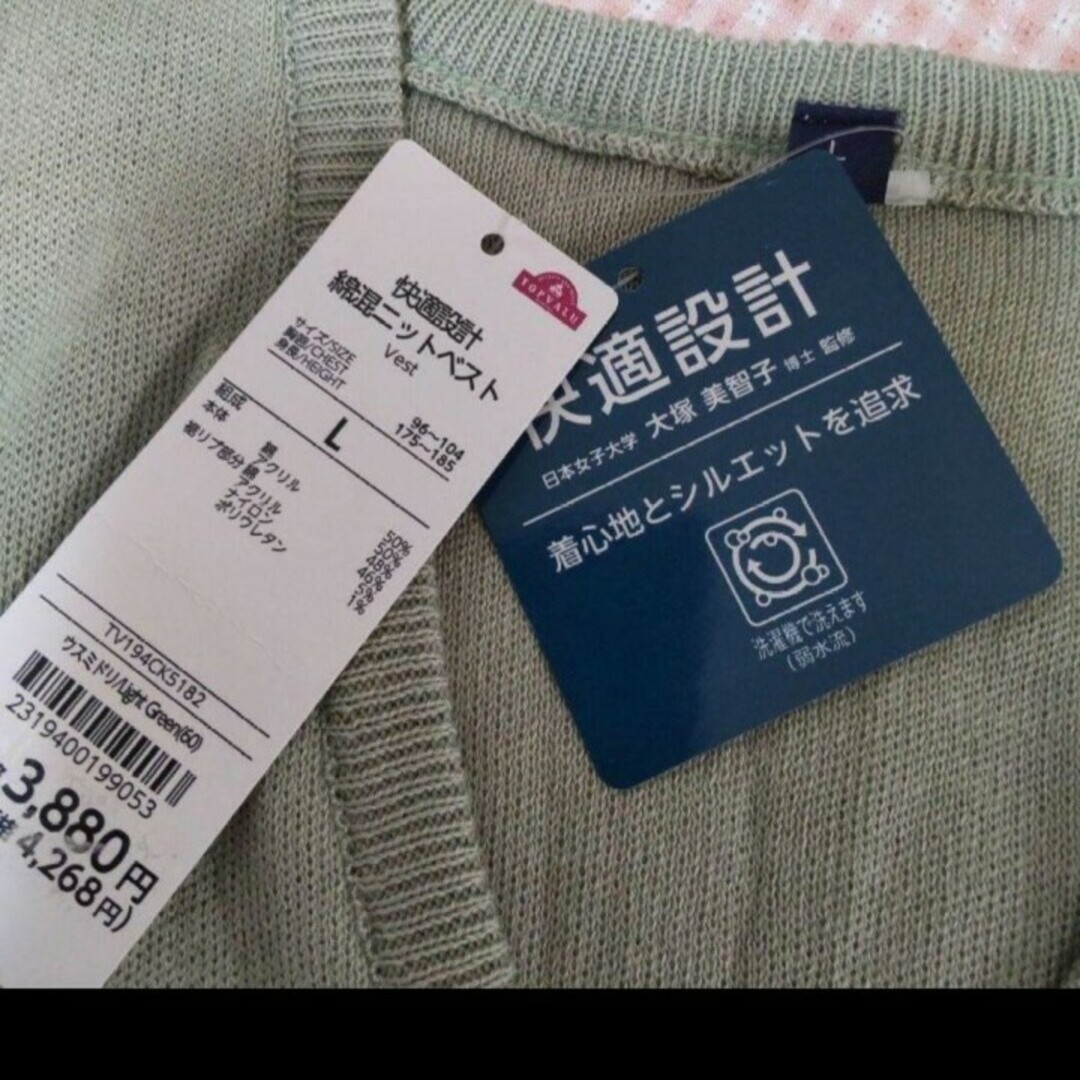 TOPVALU
快適設計
綿混ニットベスト
Vest
サイズ/SIZE L
胸囲/CHEST 96~104
身長/HEIGHT 175~185
組成
本体 綿 50%
アクリル 50%
裾リブ部分 綿 48%
アクリル 46%
ナイロン 5%
ポリウレタン 1%
TV194CK5182
ウスミドリ/Light Green(60)
2319400199053
3,880円
4,268円)
快適設計
日本女子大学 大塚 美智子 博士 監修
着心地とシルエットを追求
洗濯機で洗えます
(弱水流)
L